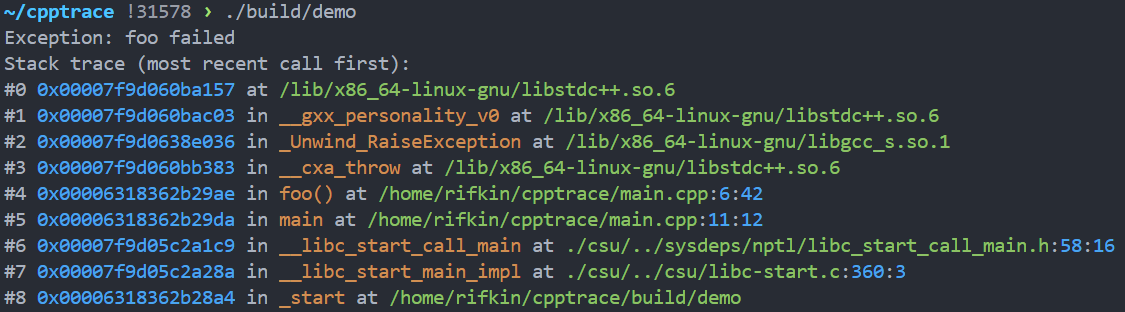 ~/cpptrace !31578 › ./build/demo
Exception: foo failed
Stack trace (most recent call first):
#0 0x00007f9d060ba157 at /lib/x86_64-linux-gnu/libstdc++.so.6
#1 0x00007f9d060bac03 in __gxx_personality_v0 at /lib/x86_64-linux-gnu/libstdc++.so.6
#2 0x00007f9d0638e036 in _Unwind_RaiseException at /lib/x86_64-linux-gnu/libgcc_s.so.1
#3 0x00007f9d060bb383 in __cxa_throw at /lib/x86_64-linux-gnu/libstdc++.so.6
#4 0x00006318362b29ae in foo() at /home/rifkin/cpptrace/main.cpp:6:42
#5 0x00006318362b29da in main at /home/rifkin/cpptrace/main.cpp:11:12
#6 0x00007f9d05c2a1c9 in __libc_start_call_main at ./csu/../sysdeps/nptl/libc_start_call_main.h:58:16
#7 0x00007f9d05c2a28a in __libc_start_main_impl at ./csu/../csu/libc-start.c:360:3
#8 0x00006318362b28a4 in _start at /home/rifkin/cpptrace/build/demo